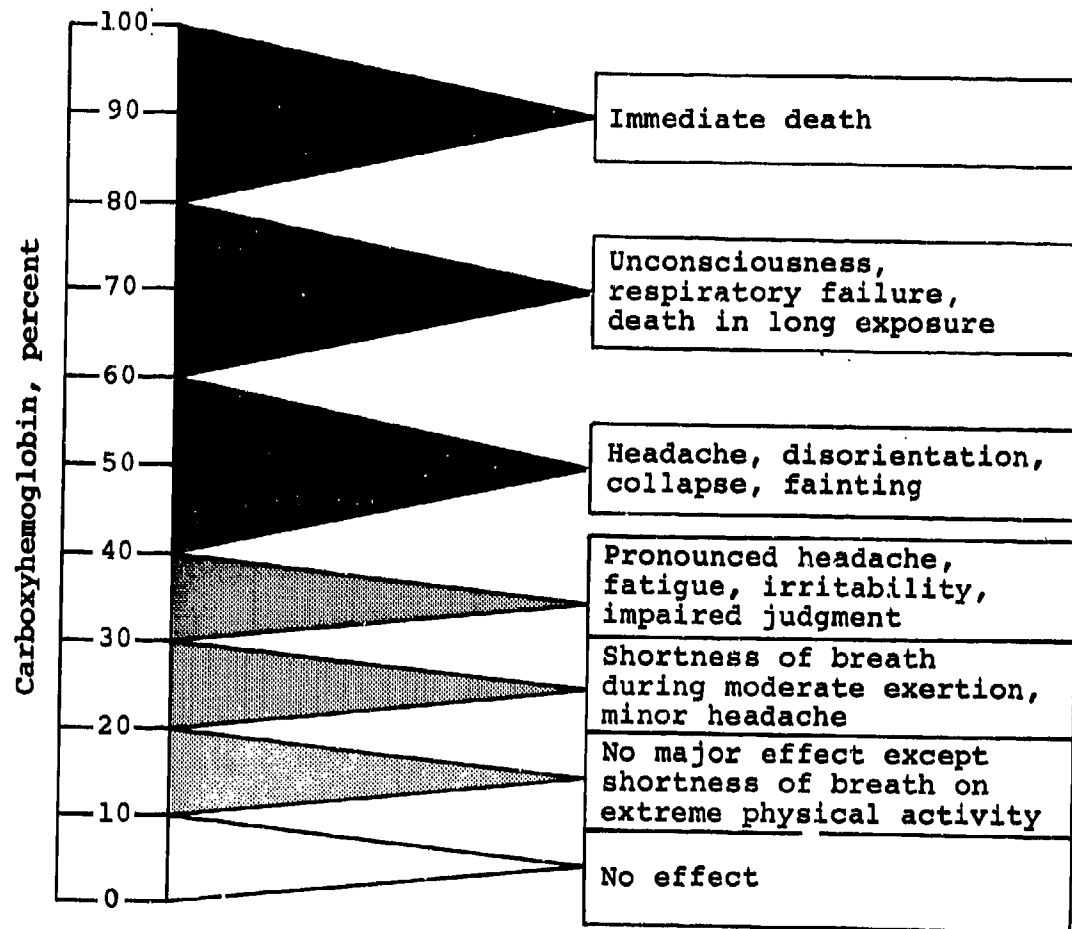 Carboxyhemoglobin, percent
100
90
80
70
60
50
40
30
20
10
0
Immediate death
Unconsciousness,
respiratory failure,
death in long exposure
Headache, disorientation,
collapse, fainting
Pronounced headache,
fatigue, irritability,
impaired judgment
Shortness of breath
during moderate exertion,
minor headache
No major effect except
shortness of breath on
extreme physical activity
No effect